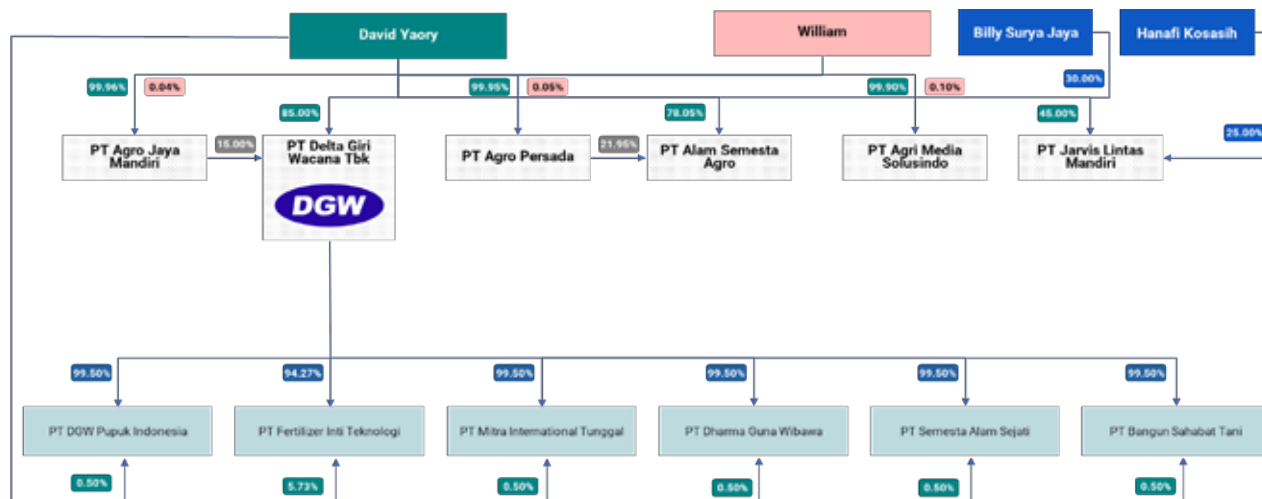 David Yaory
William
Billy Surya Jaya
Hanafi Kosasih
99.96%
0.04%
85.00%
99.95%
0.05%
78.05%
99.90%
0.10%
30.00%
45.00%
25.00%
PT Agro Jaya
Mandiri
15.00%
PT Delta Giri
Wacana Tbk
DGW
PT Agro Persada
21.95%
PT Alam Semesta
Agro
PT Agri Media
Solusindo
PT Jarvis Lintas
Mandiri
99.50%
94.27%
99.50%
99.50%
99.50%
99.50%
PT DGW Pupuk Indonesia
PT Fertilizer Inti Teknologi
PT Mitra International Tunggal
PT Dharma Guna Wibawa
PT Semesta Alam Sejati
PT Bangun Sahabat Tani
0.50%
5.73%
0.50%
0.50%
0.50%
0.50%